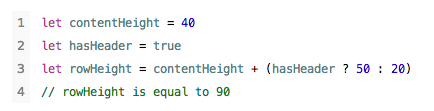 1 let contentHeight = 40
2 let hasHeader = true
3 let rowHeight = contentHeight + (hasHeader ? 50 : 20)
4 // rowHeight is equal to 90